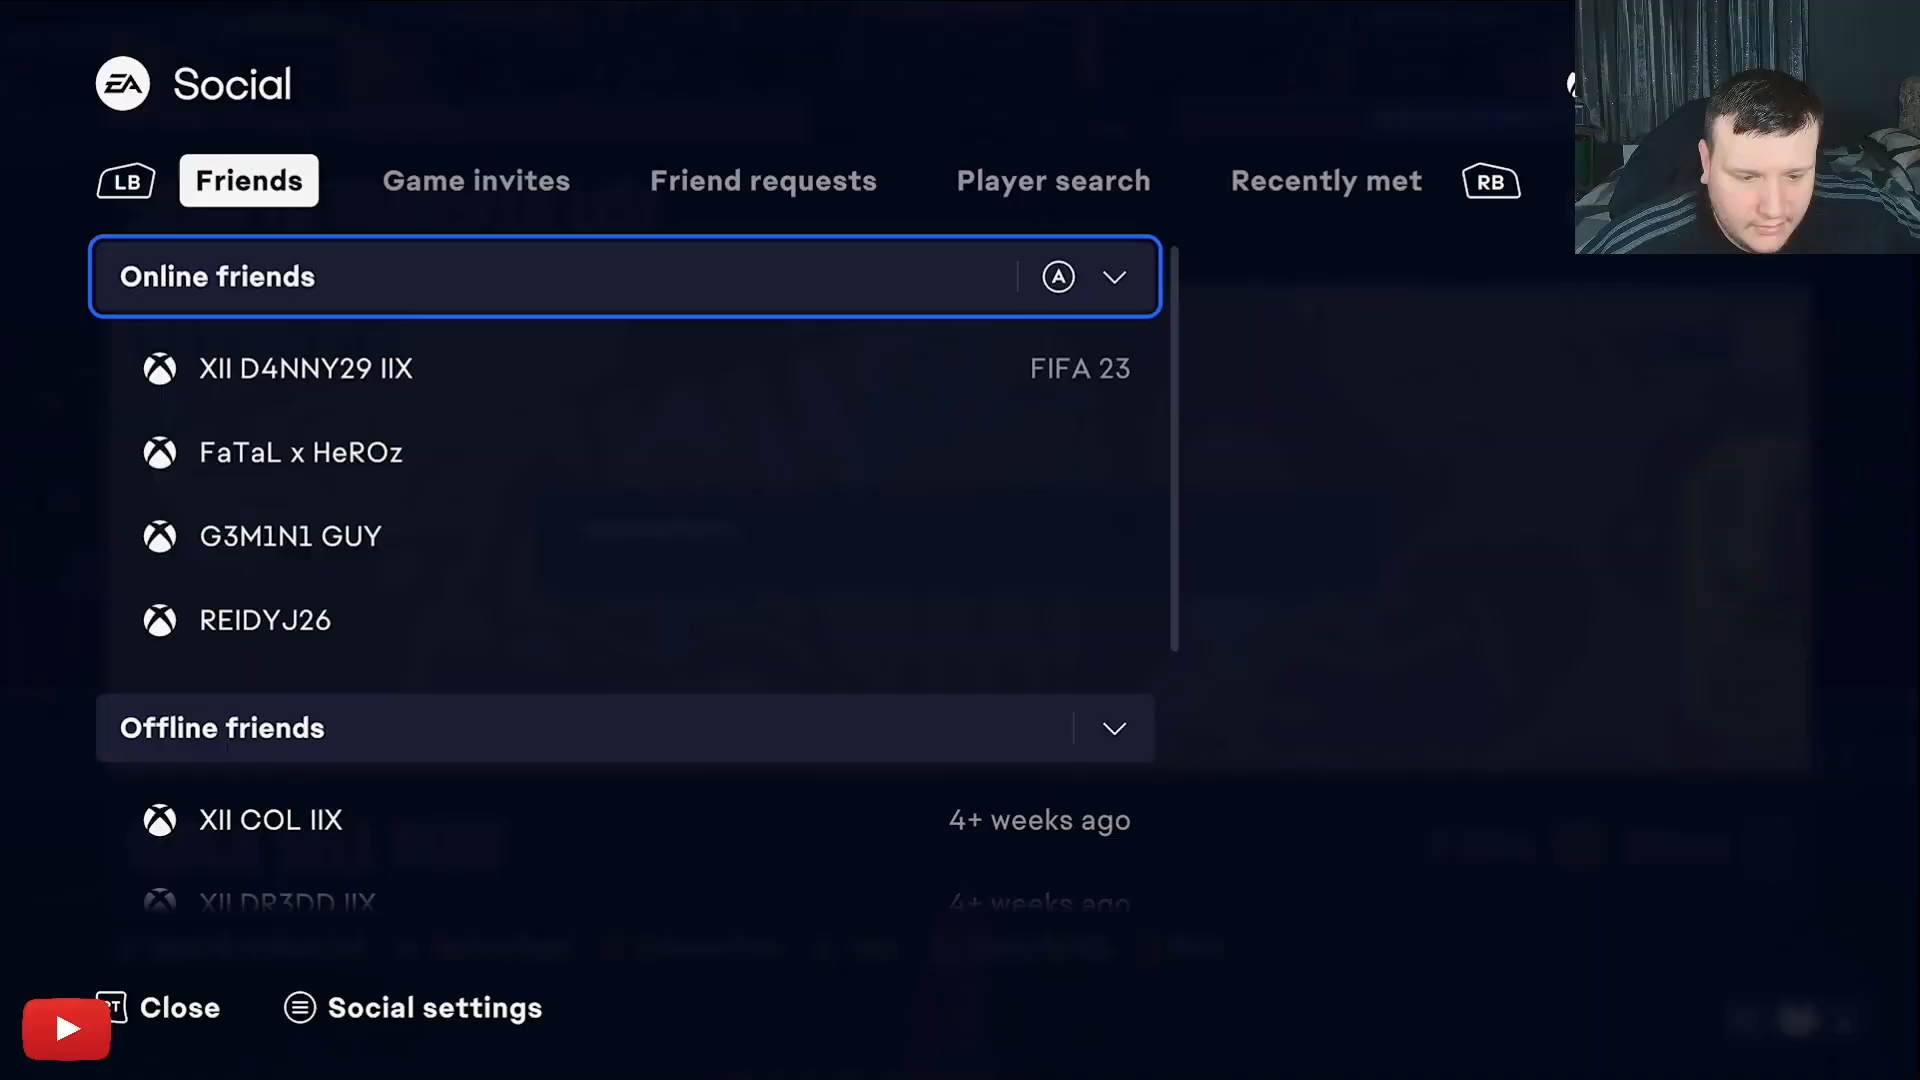 EA Social
LB Friends Game invites Friend requests Player search Recently met RB
Online friends A
XII D4NNY29 IIX FIFA 23
FaTaL x HeROz
G3M1N1 GUY
REIDYJ26
Offline friends
XII COL IIX 4+ weeks ago
XII DR3DD IIX 4+ weeks ago
Close Social settings